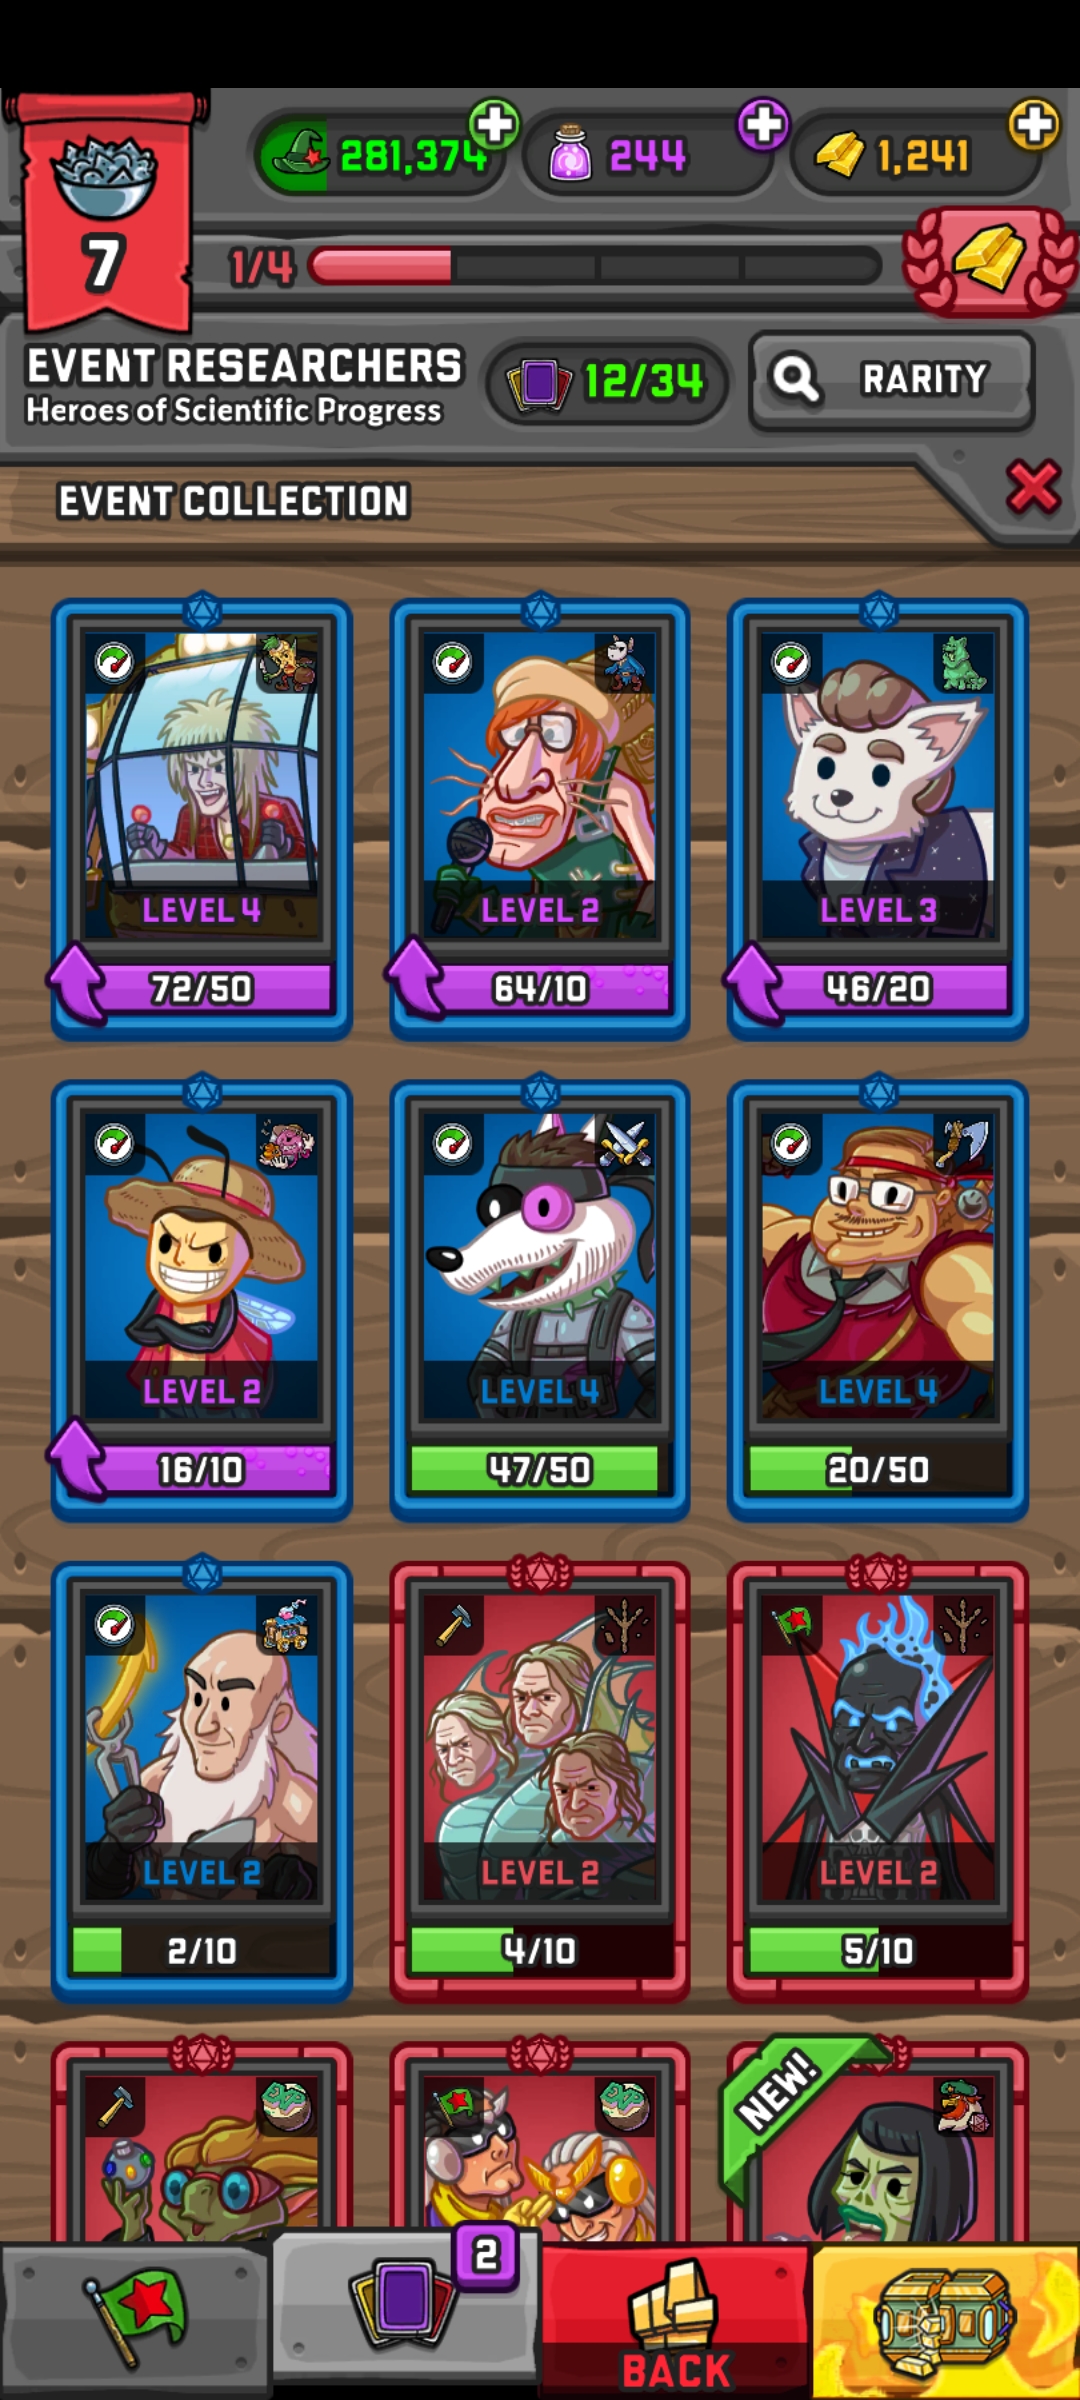 281,374 244 1,241
7 1/4
EVENT RESEARCHERS 12/34 RARITY
Heroes of Scientific Progress
EVENT COLLECTION
LEVEL 4 LEVEL 2 LEVEL 3
72/50 64/10 46/20
LEVEL 2 LEVEL 4 LEVEL 4
16/10 47/50 20/50
LEVEL 2 LEVEL 2 LEVEL 2
2/10 4/10 5/10
EXP EXP NEW!
2
BACK